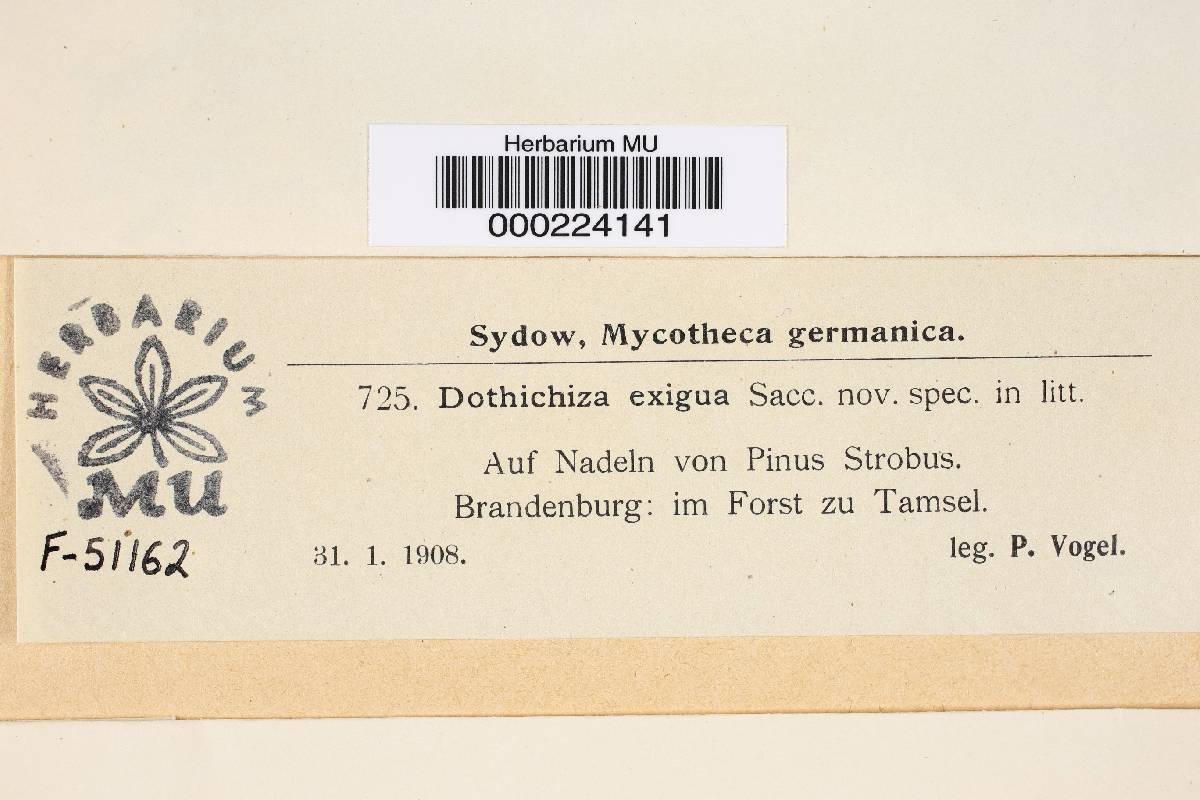 Herbarium MU
000224141
HERBARIUM
MU
F-51162
Sydow, Mycotheca germanica.
725. Dothichiza exigua Sacc. nov. spec. in litt.
Auf Nadeln von Pinus Strobus.
Brandenburg: im Forst zu Tamsel.
31. 1. 1908. leg. P. Vogel.